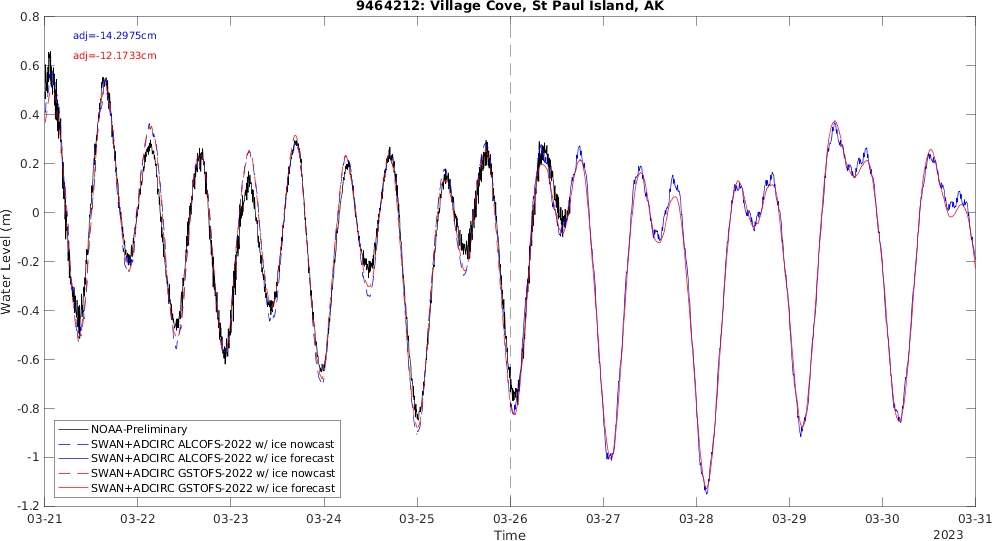 9464212: Village Cove, St Paul Island, AK
adj=-14.2975cm
adj=-12.1733cm
0.8
0.6
0.4
0.2
0
-0.2
-0.4
-0.6
-0.8
-1
-1.2
Water Level (m)
NOAA-Preliminary
SWAN+ADCIRC ALCOFS-2022 w/ ice nowcast
SWAN+ADCIRC ALCOFS-2022 w/ ice forecast
SWAN+ADCIRC GSTOFS-2022 w/ ice nowcast
SWAN+ADCIRC GSTOFS-2022 w/ ice forecast
03-21 03-22 03-23 03-24 03-25 03-26 03-27 03-28 03-29 03-30 03-31
Time
2023